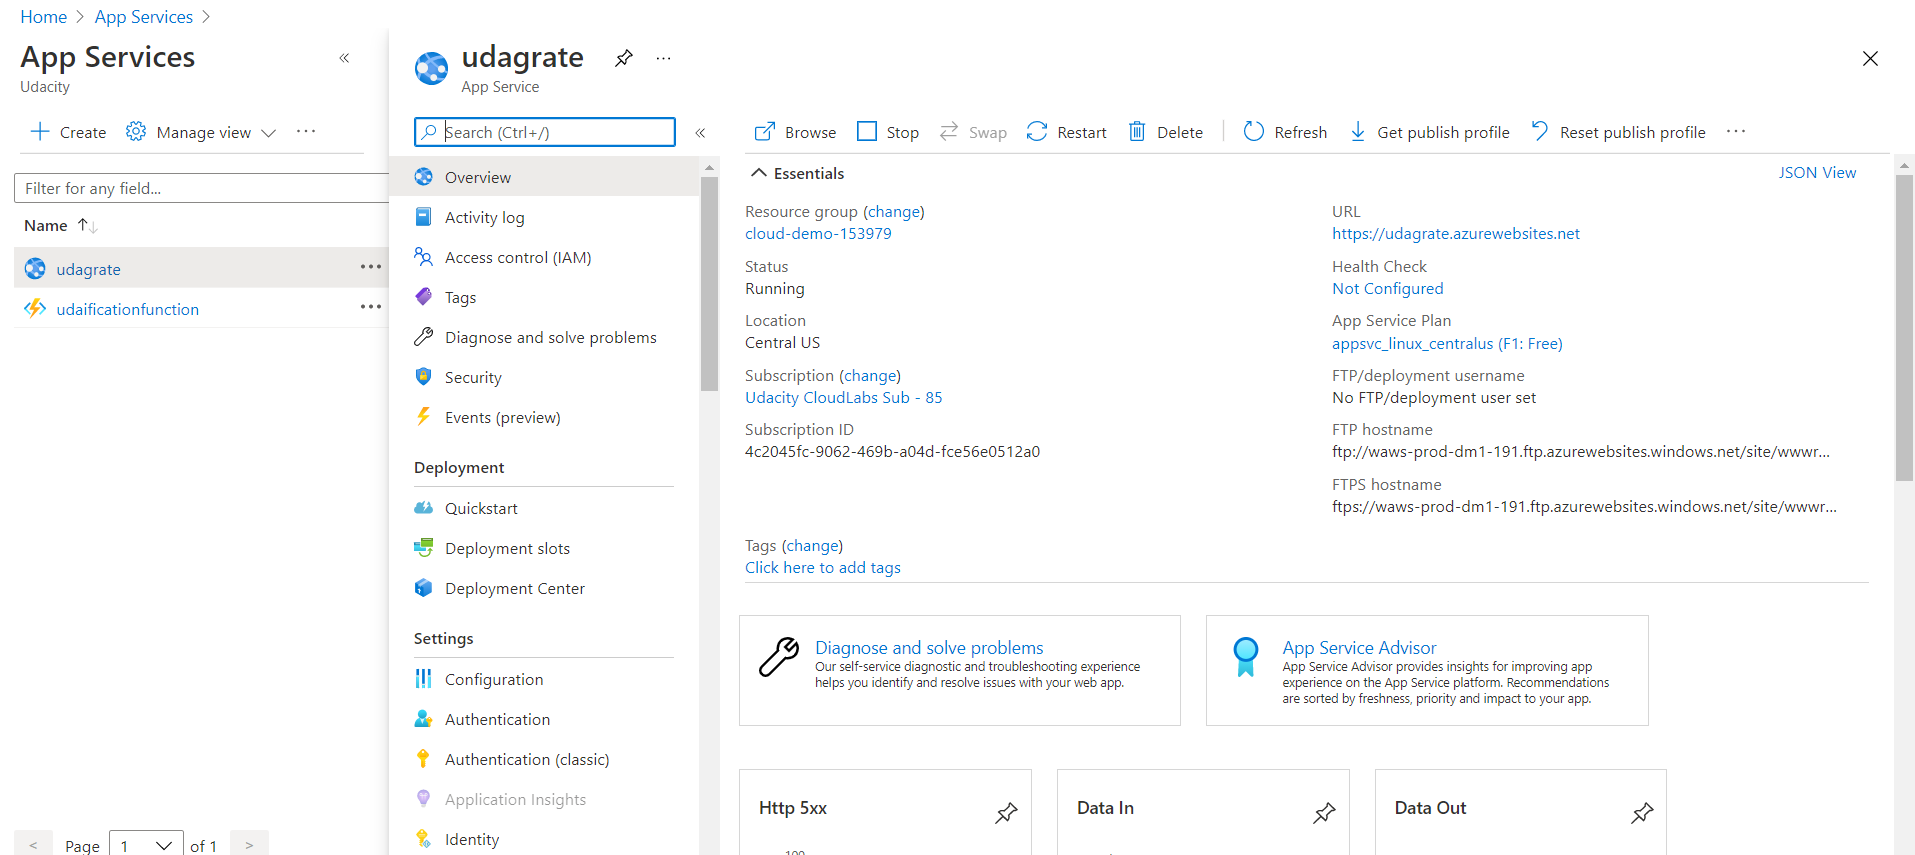 Home > App Services >
App Services
Udacity
«
Create
Manage view
···
Filter for any field...
Name ↑↓
udagrate
···
udaificationfunction
···
<
Page
1
of 1
>
udagrate
···
App Service
Search (Ctrl+/)
«
Overview
Activity log
Access control (IAM)
Tags
Diagnose and solve problems
Security
Events (preview)
Deployment
Quickstart
Deployment slots
Deployment Center
Settings
Configuration
Authentication
Authentication (classic)
Application Insights
Identity
Browse
Stop
Swap
Restart
Delete
Refresh
Get publish profile
Reset publish profile
···
Essentials
JSON View
Resource group (change)
cloud-demo-153979
Status
Running
Location
Central US
Subscription (change)
Udacity CloudLabs Sub - 85
Subscription ID
4c2045fc-9062-469b-a04d-fce56e0512a0
URL
https://udagrate.azurewebsites.net
Health Check
Not Configured
App Service Plan
appsvc_linux_centralus (F1: Free)
FTP/deployment username
No FTP/deployment user set
FTP hostname
ftp://waws-prod-dm1-191.ftp.azurewebsites.windows.net/site/wwwr...
FTPS hostname
ftps://waws-prod-dm1-191.ftp.azurewebsites.windows.net/site/wwwr...
Tags (change)
Click here to add tags
Diagnose and solve problems
Our self-service diagnostic and troubleshooting experience
helps you identify and resolve issues with your web app.
App Service Advisor
App Service Advisor provides insights for improving app
experience on the App Service platform. Recommendations
are sorted by freshness, priority and impact to your app.
Http 5xx
100
Data In
Data Out